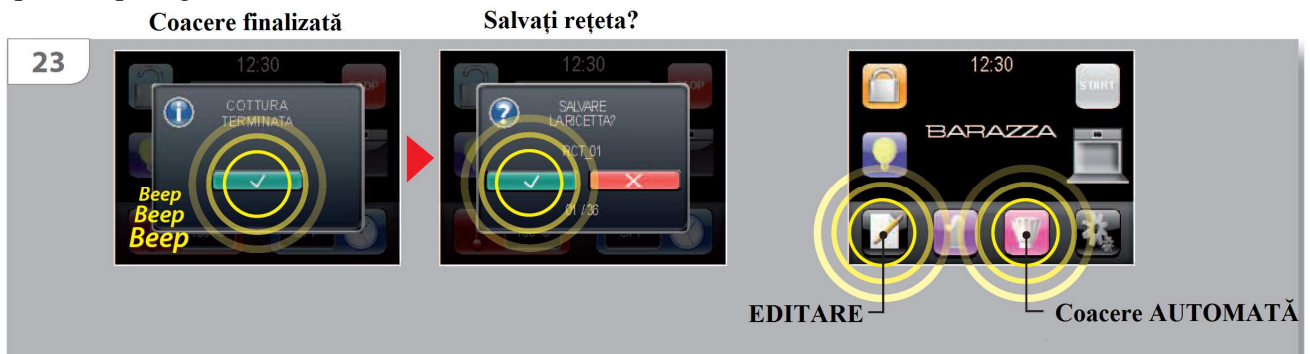 Coacere finalizată
Salvați rețeta?
23
12:30
COTTURA
TERMINATA
Beep
Beep
Beep
12:30
SALVARE
LA RICETTA?
RCT_01
01 / 36
12:30
START
BARAZZA
EDITARE
Coacere AUTOMATĂ